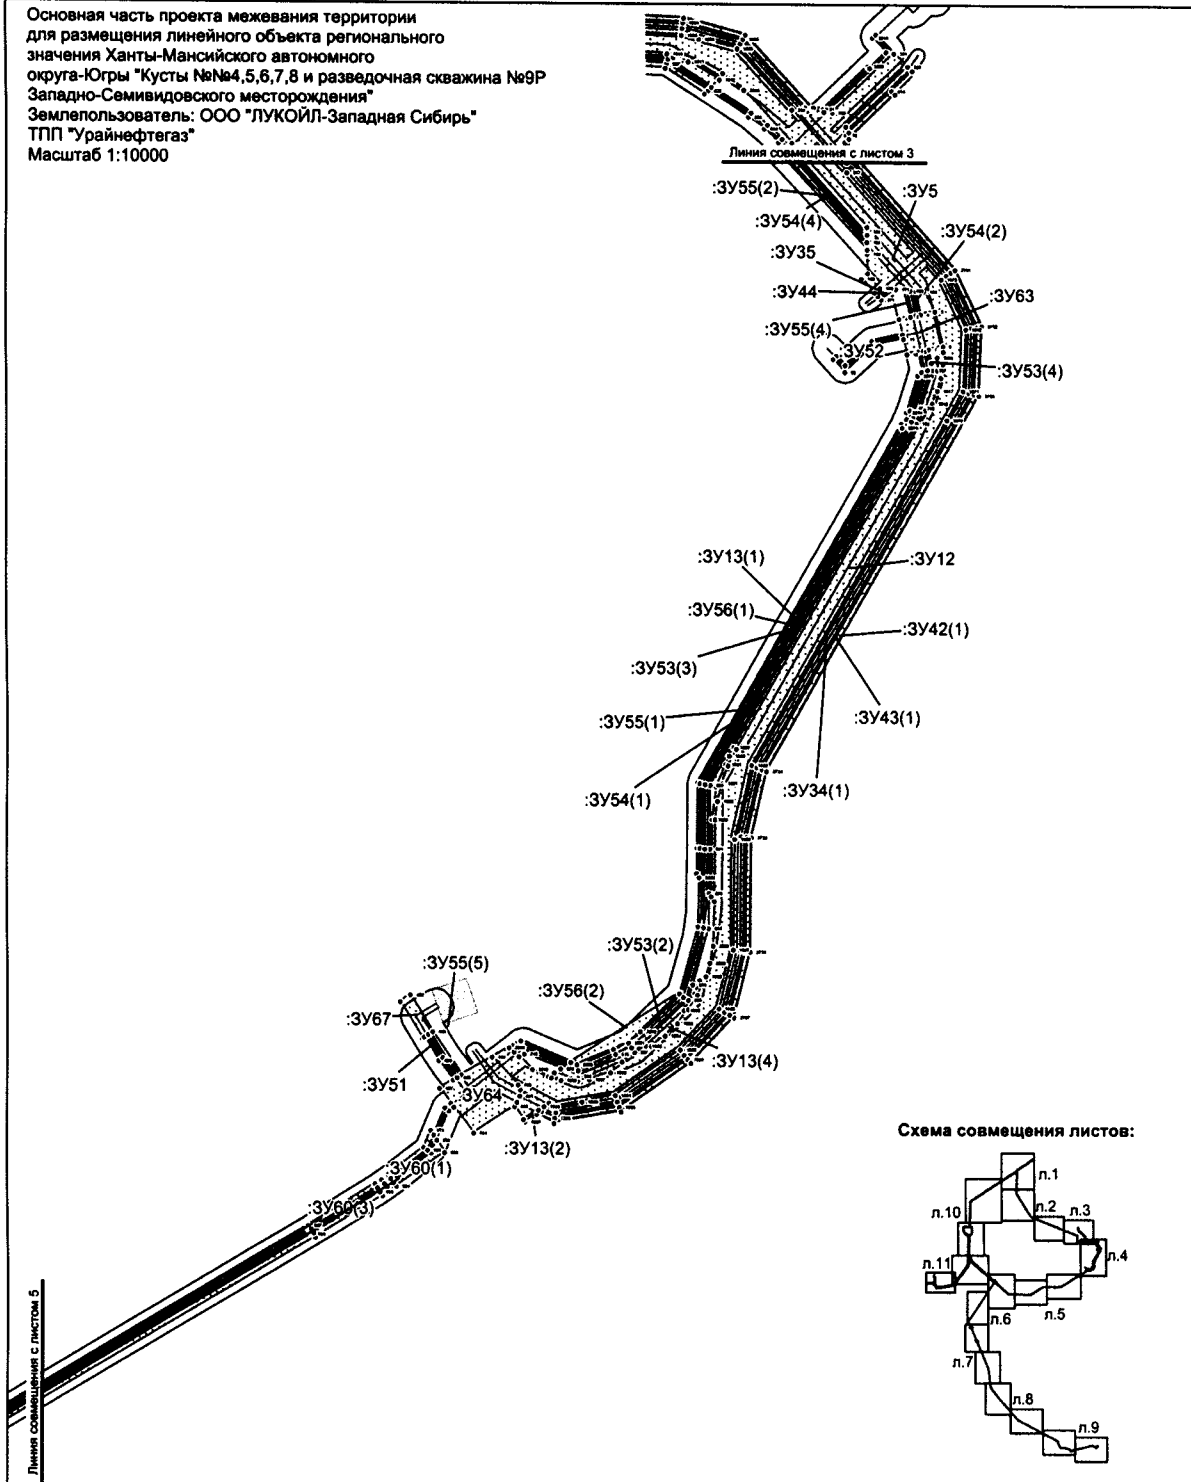 Основная часть проекта межевания территории
для размещения линейного объекта регионального
значения Ханты-Мансийского автономного
округа-Югры "Кусты №№4,5,6,7,8 и разведочная скважина №9Р
Западно-Семивидовского месторождения"
Землепользователь: ООО "ЛУКОЙЛ-Западная Сибирь"
ТПП "Урайнефтегаз"
Масштаб 1:10000
Линия совмещения с листом 3
:ЗУ55(2)
:ЗУ5
:ЗУ54(4)
:ЗУ54(2)
:ЗУ35
:ЗУ44
:ЗУ63
:ЗУ55(4)
:ЗУ52
:ЗУ53(4)
:ЗУ13(1)
:ЗУ12
:ЗУ56(1)
:ЗУ42(1)
:ЗУ53(3)
:ЗУ55(1)
:ЗУ43(1)
:ЗУ34(1)
:ЗУ54(1)
:ЗУ53(2)
:ЗУ55(5)
:ЗУ56(2)
:ЗУ67
:ЗУ13(4)
:ЗУ51
:ЗУ64
:ЗУ13(2)
:ЗУ60(1)
:ЗУ60(3)
Линия совмещения с листом 5
Схема совмещения листов:
л.1
л.10
л.2
л.3
л.4
л.11
л.6
л.5
л.7
л.8
л.9